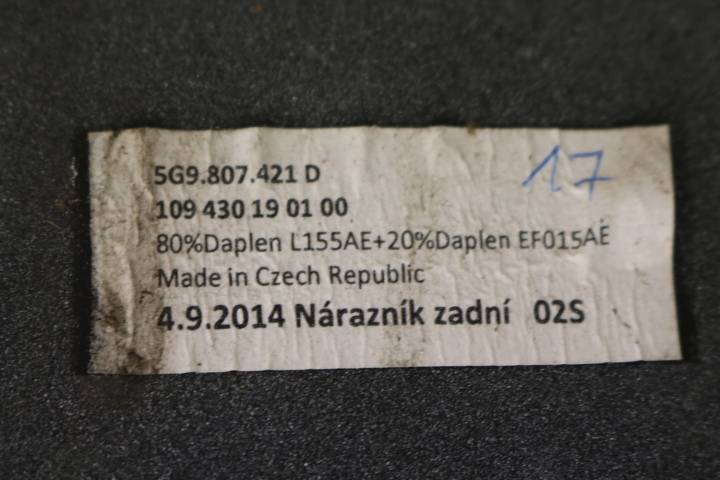 5G9.807.421 D
17
109 430 19 01 00
80%Daplen L155AE+20%Daplen EF015AE
Made in Czech Republic
4.9.2014 Nárazník zadní 02S